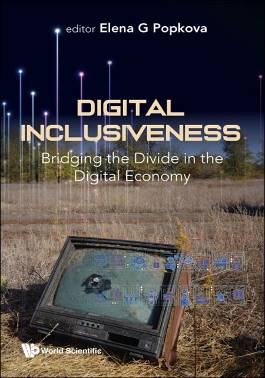 editor Elena G Popkova
DIGITAL
INCLUSIVENESS
Bridging the Divide in the
Digital Economy
World Scientific